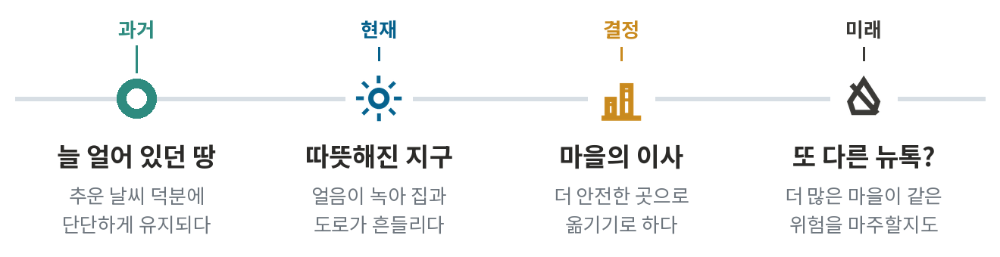 과거
늘 얼어 있던 땅
추운 날씨 덕분에
단단하게 유지되다
현재
따뜻해진 지구
얼음이 녹아 집과
도로가 흔들리다
결정
마을의 이사
더 안전한 곳으로
옮기기로 하다
미래
또 다른 뉴톡?
더 많은 마을이 같은
위험을 마주할지도